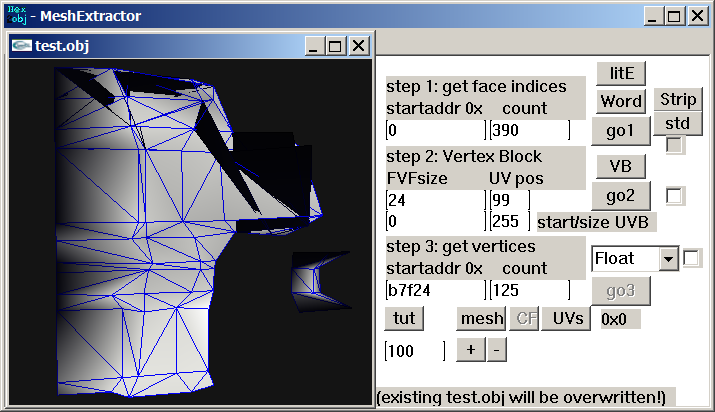 Hex
obj - MeshExtractor
test.obj
step 1: get face indices
startaddr 0x count
0 390
litE
Word
go1
Strip
std
step 2: Vertex Block
FVFsize UV pos
24 99
0 255 start/size UVB
VB
go2
step 3: get vertices
startaddr 0x count
b7f24 125
Float
go3
tut mesh CF UVs 0x0
100 + -
(existing test.obj will be overwritten!)